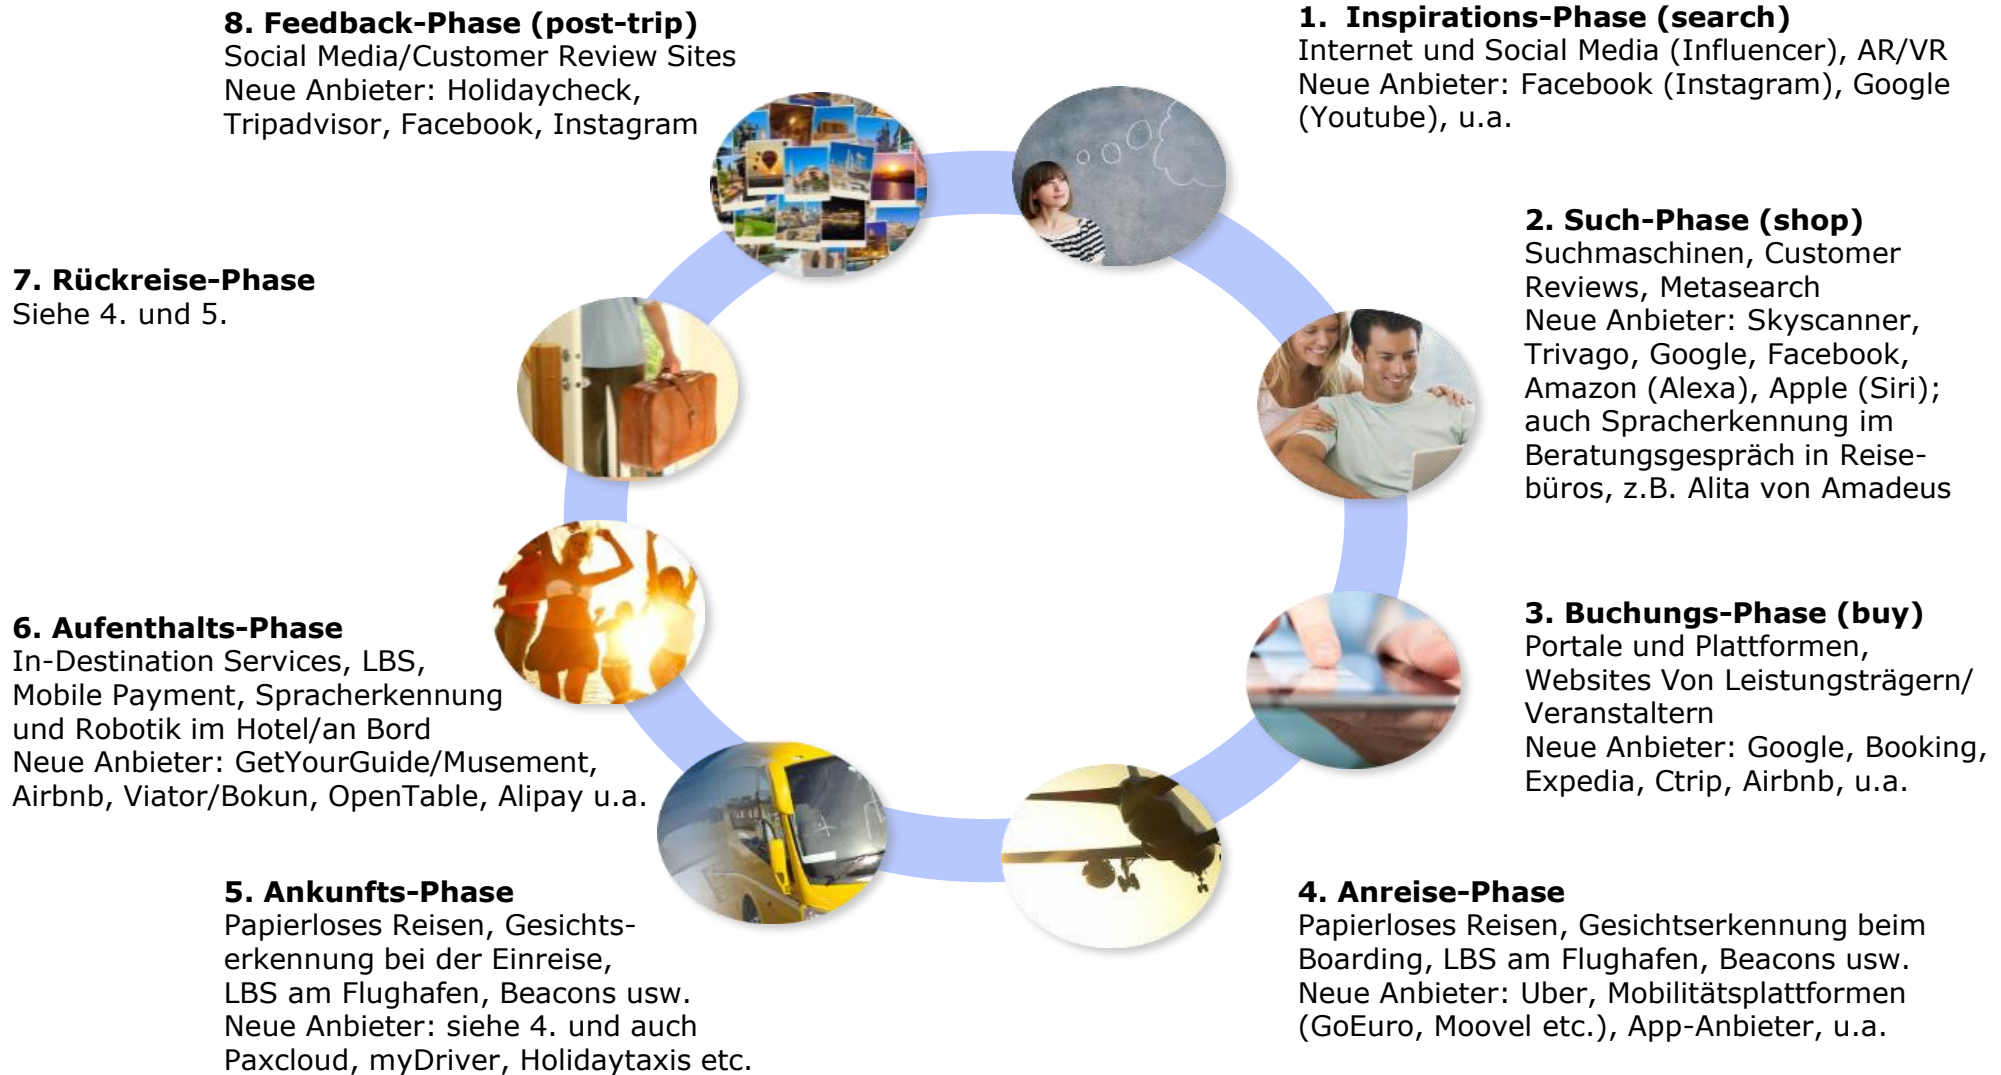 1. Inspirations-Phase (search)
Internet und Social Media (Influencer), AR/VR
Neue Anbieter: Facebook (Instagram), Google
(Youtube), u.a.
2. Such-Phase (shop)
Suchmaschinen, Customer
Reviews, Metasearch
Neue Anbieter: Skyscanner,
Trivago, Google, Facebook,
Amazon (Alexa), Apple (Siri);
auch Spracherkennung im
Beratungsgespräch in Reise-
büros, z.B. Alita von Amadeus
3. Buchungs-Phase (buy)
Portale und Plattformen,
Websites Von Leistungsträgern/
Veranstaltern
Neue Anbieter: Google, Booking,
Expedia, Ctrip, Airbnb, u.a.
4. Anreise-Phase
Papierloses Reisen, Gesichtserkennung beim
Boarding, LBS am Flughafen, Beacons usw.
Neue Anbieter: Uber, Mobilitätsplattformen
(GoEuro, Moovel etc.), App-Anbieter, u.a.
5. Ankunfts-Phase
Papierloses Reisen, Gesichts-
erkennung bei der Einreise,
LBS am Flughafen, Beacons usw.
Neue Anbieter: siehe 4. und auch
Paxcloud, myDriver, Holidaytaxis etc.
6. Aufenthalts-Phase
In-Destination Services, LBS,
Mobile Payment, Spracherkennung
und Robotik im Hotel/an Bord
Neue Anbieter: GetYourGuide/Musement,
Airbnb, Viator/Bokun, OpenTable, Alipay u.a.
7. Rückreise-Phase
Siehe 4. und 5.
8. Feedback-Phase (post-trip)
Social Media/Customer Review Sites
Neue Anbieter: Holidaycheck,
Tripadvisor, Facebook, Instagram